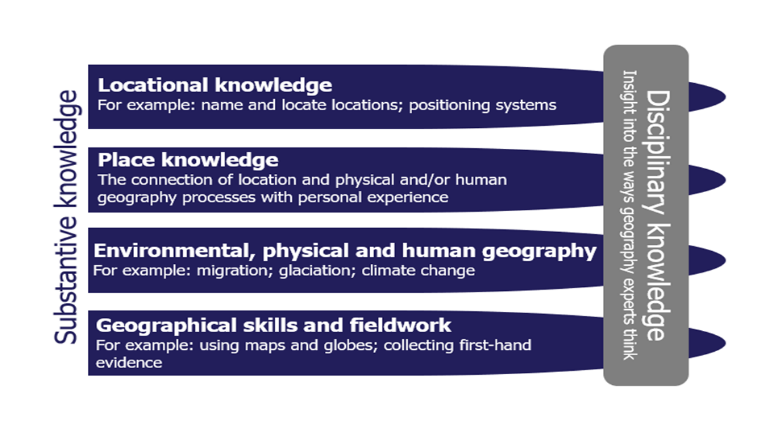 Substantive knowledge
Locational knowledge
For example: name and locate locations; positioning systems
Place knowledge
The connection of location and physical and/or human
geography processes with personal experience
Environmental, physical and human geography
For example: migration; glaciation; climate change
Geographical skills and fieldwork
For example: using maps and globes; collecting first-hand
evidence
Disciplinary knowledge
Insight into the ways geography experts think